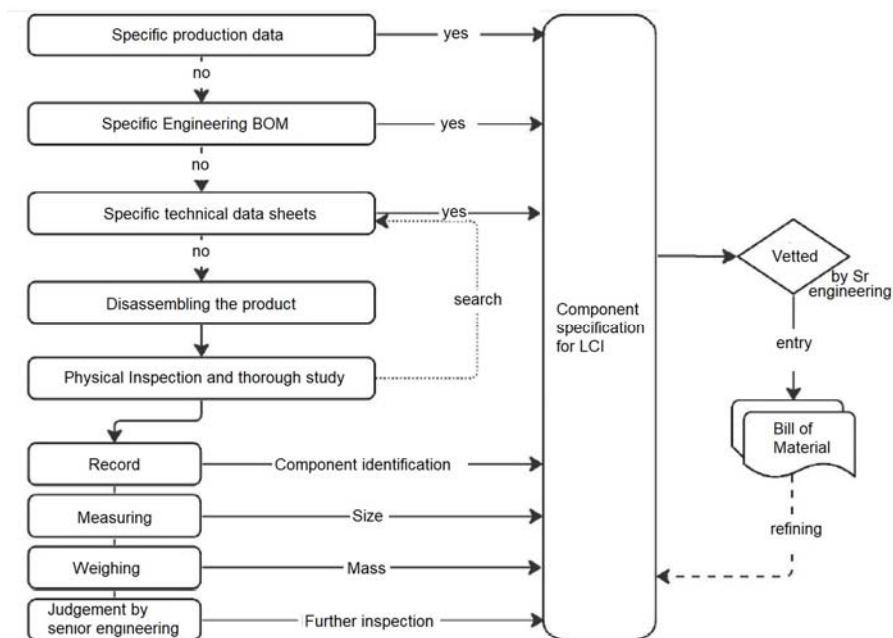 Specific production data
yes
no
Specific Engineering BOM
yes
no
Specific technical data sheets
yes
no
Disassembling the product
search
Physical Inspection and thorough study
Record
Component identification
Measuring
Size
Weighing
Mass
Judgement by
senior engineering
Further inspection
Component
specification
for LCI
Vetted
by Sr
engineering
entry
Bill of
Material
refining